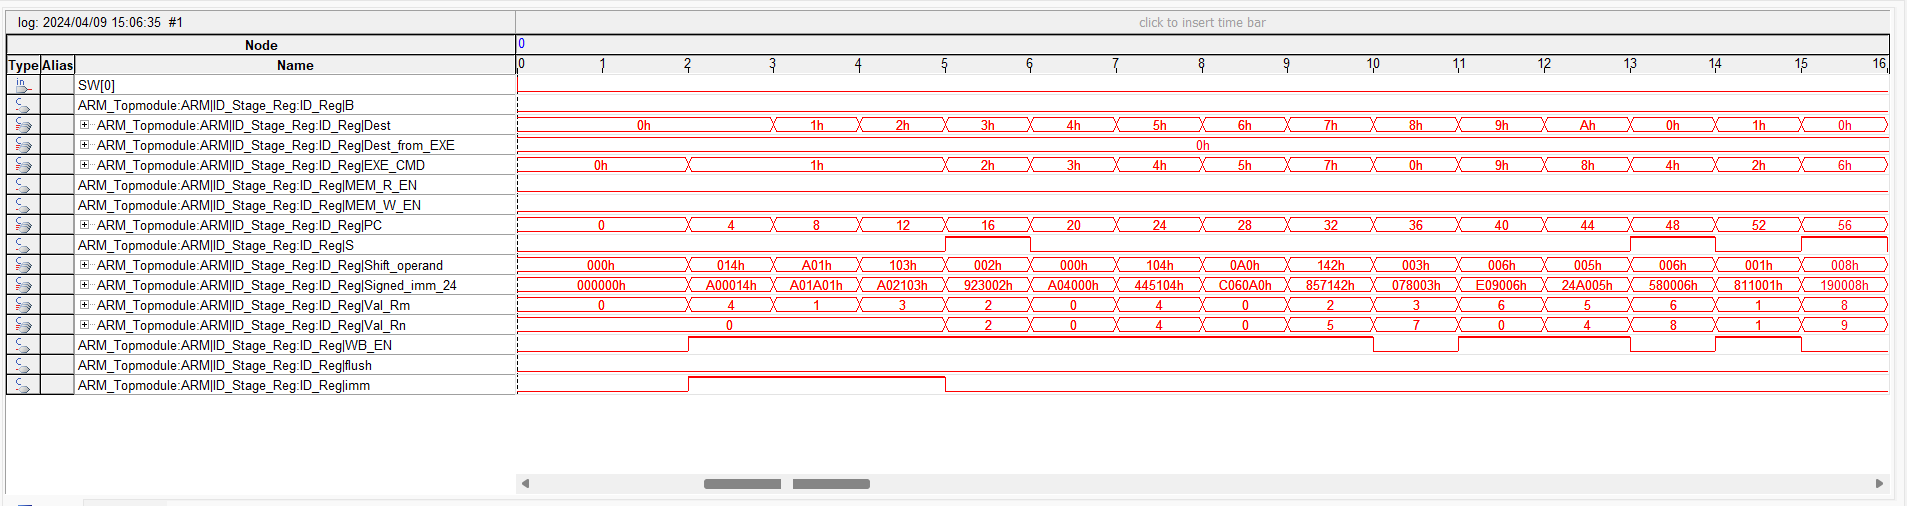 log: 2024/04/09 15:06:35 #1 click to insert time bar
Node 0
Type Alias Name 0 1 2 3 4 5 6 7 8 9 10 11 12 13 14 15 16
in SW[0]
ARM_Topmodule:ARM|ID_Stage_Reg:ID_Reg|B
ARM_Topmodule:ARM|ID_Stage_Reg:ID_Reg|Dest 0h 1h 2h 3h 4h 5h 6h 7h 8h 9h Ah 0h 1h 0h
ARM_Topmodule:ARM|ID_Stage_Reg:ID_Reg|Dest_from_EXE 0h
ARM_Topmodule:ARM|ID_Stage_Reg:ID_Reg|EXE_CMD 0h 1h 2h 3h 4h 5h 7h 0h 9h 8h 4h 2h 6h
ARM_Topmodule:ARM|ID_Stage_Reg:ID_Reg|MEM_R_EN
ARM_Topmodule:ARM|ID_Stage_Reg:ID_Reg|MEM_W_EN
ARM_Topmodule:ARM|ID_Stage_Reg:ID_Reg|PC 0 4 8 12 16 20 24 28 32 36 40 44 48 52 56
ARM_Topmodule:ARM|ID_Stage_Reg:ID_Reg|S
ARM_Topmodule:ARM|ID_Stage_Reg:ID_Reg|Shift_operand 000h 014h A01h 103h 002h 000h 104h 0A0h 142h 003h 006h 005h 006h 001h 008h
ARM_Topmodule:ARM|ID_Stage_Reg:ID_Reg|Signed_imm_24 000000h A00014h A01A01h A02103h 923002h A04000h 445104h C060A0h 857142h 078003h E09006h 24A005h 580006h 811001h 190008h
ARM_Topmodule:ARM|ID_Stage_Reg:ID_Reg|Val_Rm 0 4 1 3 2 0 4 0 2 3 6 5 6 1 8
ARM_Topmodule:ARM|ID_Stage_Reg:ID_Reg|Val_Rn 0 2 0 4 0 5 7 0 4 8 1 9
ARM_Topmodule:ARM|ID_Stage_Reg:ID_Reg|WB_EN
ARM_Topmodule:ARM|ID_Stage_Reg:ID_Reg|flush
ARM_Topmodule:ARM|ID_Stage_Reg:ID_Reg|imm